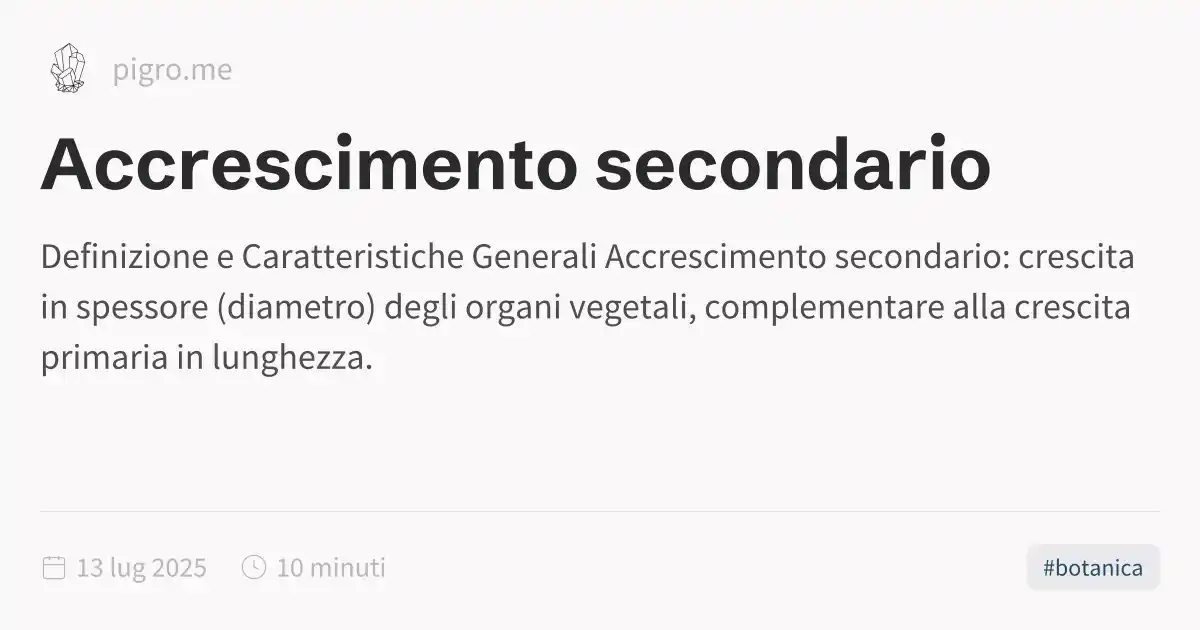 pigro.me
Accrescimento secondario
Definizione e Caratteristiche Generali Accrescimento secondario: crescita
in spessore (diametro) degli organi vegetali, complementare alla crescita
primaria in lunghezza.
13 lug 2025 10 minuti #botanica